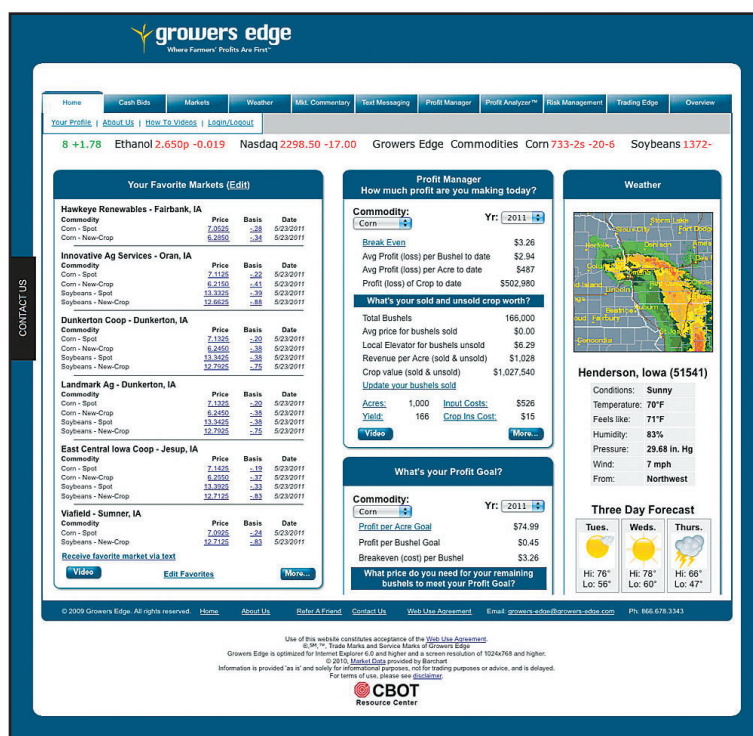 growers edge
Where Farmers' Profits Are First™
Home Cash Bids Markets Weather Mkt. Commentary Text Messaging Profit Manager Profit Analyzer™ Risk Management Trading Edge Overview
Your Profile | About Us | How To Videos | Login/Logout
8 +1.78 Ethanol 2.650p -0.019 Nasdaq 2298.50 -17.00 Growers Edge Commodities Corn 733-2s -20-6 Soybeans 1372-
CONTACT US
Your Favorite Markets (Edit)
Hawkeye Renewables - Fairbank, IA
Commodity Price Basis Date
Corn - Spot 7.0525 -.28 5/23/2011
Corn - New-Crop 6.2850 -.34 5/23/2011
Innovative Ag Services - Oran, IA
Commodity Price Basis Date
Corn - Spot 7.1125 -.22 5/23/2011
Corn - New-Crop 6.2150 -.41 5/23/2011
Soybeans - Spot 13.3325 -.39 5/23/2011
Soybeans - New-Crop 12.6625 -.88 5/23/2011
Dunkerton Coop - Dunkerton, IA
Commodity Price Basis Date
Corn - Spot 7.1325 -.20 5/23/2011
Corn - New-Crop 6.2450 -.38 5/23/2011
Soybeans - Spot 13.3425 -.38 5/23/2011
Soybeans - New-Crop 12.7925 -.75 5/23/2011
Landmark Ag - Dunkerton, IA
Commodity Price Basis Date
Corn - Spot 7.1325 -.20 5/23/2011
Corn - New-Crop 6.2450 -.38 5/23/2011
Soybeans - Spot 13.3425 -.38 5/23/2011
Soybeans - New-Crop 12.7925 -.75 5/23/2011
East Central Iowa Coop - Jesup, IA
Commodity Price Basis Date
Corn - Spot 7.1425 -.19 5/23/2011
Corn - New-Crop 6.2550 -.37 5/23/2011
Soybeans - Spot 13.3925 -.33 5/23/2011
Soybeans - New-Crop 12.7125 -.83 5/23/2011
Viafield - Sumner, IA
Commodity Price Basis Date
Corn - Spot 7.0925 -.24 5/23/2011
Soybeans - New-Crop 12.7125 -.83 5/23/2011
Receive favorite market via text
Video Edit Favorites More...
Profit Manager
How much profit are you making today?
Commodity:
Corn Yr: 2011
Break Even $3.26
Avg Profit (loss) per Bushel to date $2.94
Avg Profit (loss) per Acre to date $487
Profit (loss) of Crop to date $502,980
What's your sold and unsold crop worth?
Total Bushels 166,000
Avg price for bushels sold $0.00
Local Elevator for bushels unsold $6.29
Revenue per Acre (sold & unsold) $1,028
Crop value (sold & unsold) $1,027,540
Update your bushels sold
Acres: 1,000 Input Costs: $526
Yield: 166 Crop Ins Cost: $15
Video More...
What's your Profit Goal?
Commodity:
Corn Yr: 2011
Profit per Acre Goal $74.99
Profit per Bushel Goal $0.45
Breakeven (cost) per Bushel $3.26
What price do you need for your remaining
bushels to meet your Profit Goal?
Weather
Storm Lake
Sioux City Fort Dodge
Norfolk Denison Ames
Omaha
Lincoln
Beatrice
Fairbury
Concordia
Henderson, Iowa (51541)
Conditions: Sunny
Temperature: 70°F
Feels like: 71°F
Humidity: 83%
Pressure: 29.68 in. Hg
Wind: 7 mph
From: Northwest
Three Day Forecast
Tues. Weds. Thurs.
Hi: 76° Hi: 78° Hi: 66°
Lo: 56° Lo: 60° Lo: 47°
© 2009 Growers Edge. All rights reserved. Home About Us Refer A Friend Contact Us Web Use Agreement Email: growers-edge@growers-edge.com Ph: 866.678.3343
Use of this website constitutes acceptance of the Web Use Agreement.
®,SM,™, Trade Marks and Service Marks of Growers Edge
Growers Edge is optimized for Internet Explorer 6.0 and higher and a screen resolution of 1024x768 and higher.
© 2010, Market Data provided by Barchart
Information is provided 'as is' and solely for informational purposes, not for trading purposes or advice, and is delayed.
For terms of use, please see disclaimer.
CBOT
Resource Center